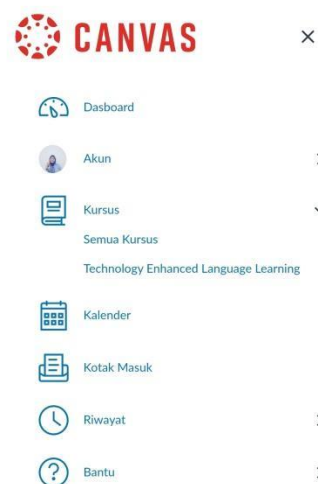 CANVAS
Dasboard
Akun
Kursus
Semua Kursus
Technology Enhanced Language Learning
Kalender
Kotak Masuk
Riwayat
Bantu